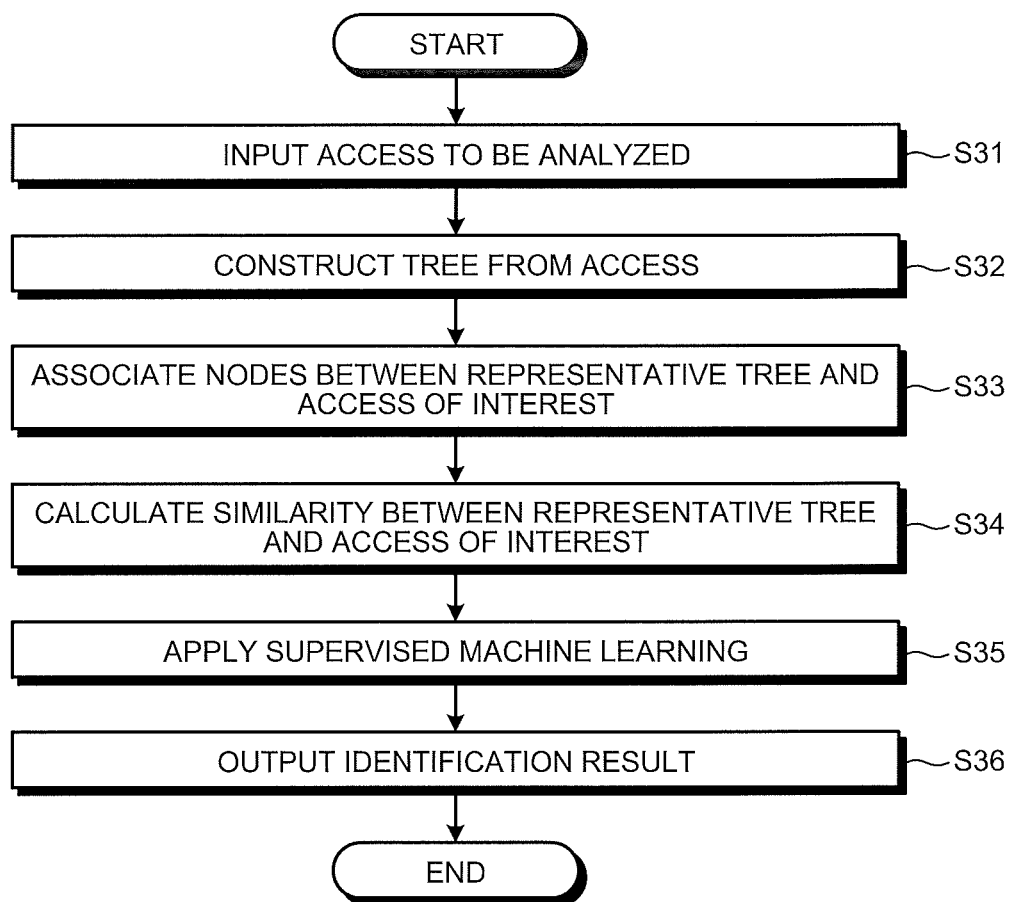 START
INPUT ACCESS TO BE ANALYZED
S31
CONSTRUCT TREE FROM ACCESS
S32
ASSOCIATE NODES BETWEEN REPRESENTATIVE TREE AND
ACCESS OF INTEREST
S33
CALCULATE SIMILARITY BETWEEN REPRESENTATIVE TREE
AND ACCESS OF INTEREST
S34
APPLY SUPERVISED MACHINE LEARNING
S35
OUTPUT IDENTIFICATION RESULT
S36
END